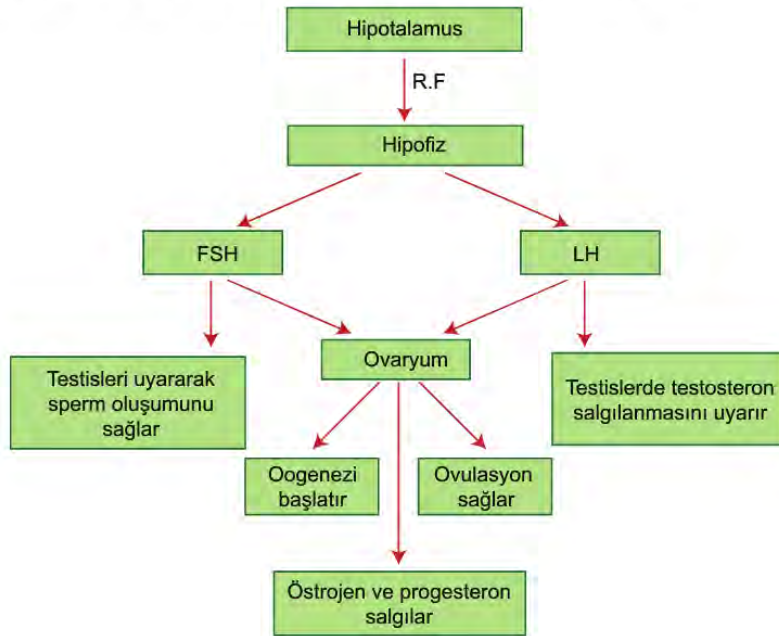 Hipotalamus
R.F
Hipofiz
FSH
LH
Ovaryum
Testisleri uyararak
sperm oluşumunu
sağlar
Testislerde testosteron
salgılanmasını uyarır
Oogenezi
başlatır
Ovulasyon
sağlar
Östrojen ve progesteron
salgılar